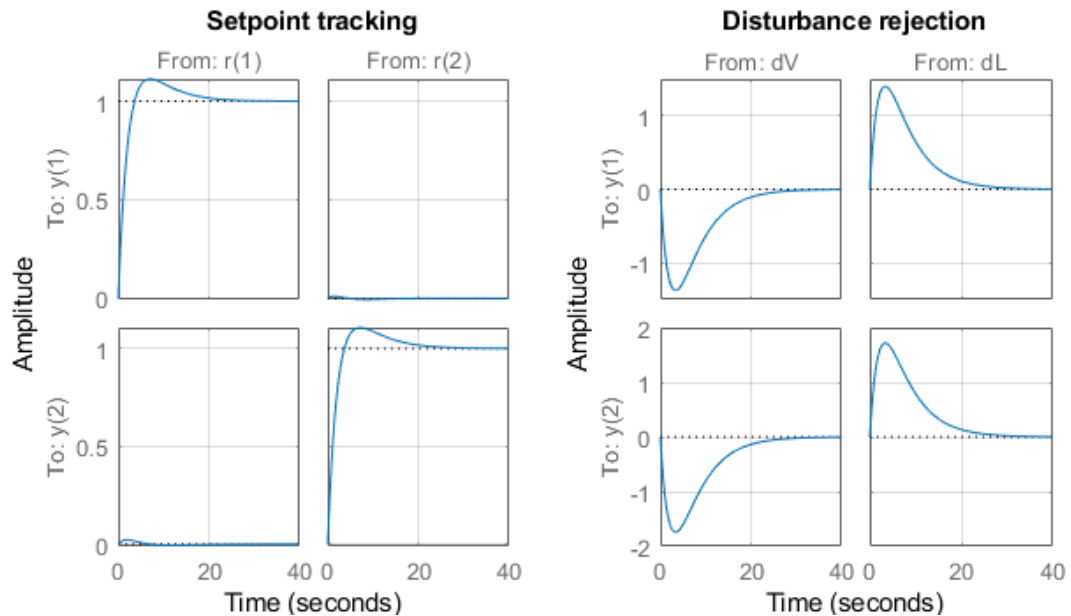 Setpoint tracking
From: r(1)
From: r(2)
To: y(1)
1
0.5
0
To: y(2)
1
0.5
0
Amplitude
0
20
40
0
20
40
Time (seconds)
Disturbance rejection
From: dV
From: dL
To: y(1)
1
0
-1
To: y(2)
2
1
0
-1
-2
Amplitude
0
20
40
0
20
40
Time (seconds)